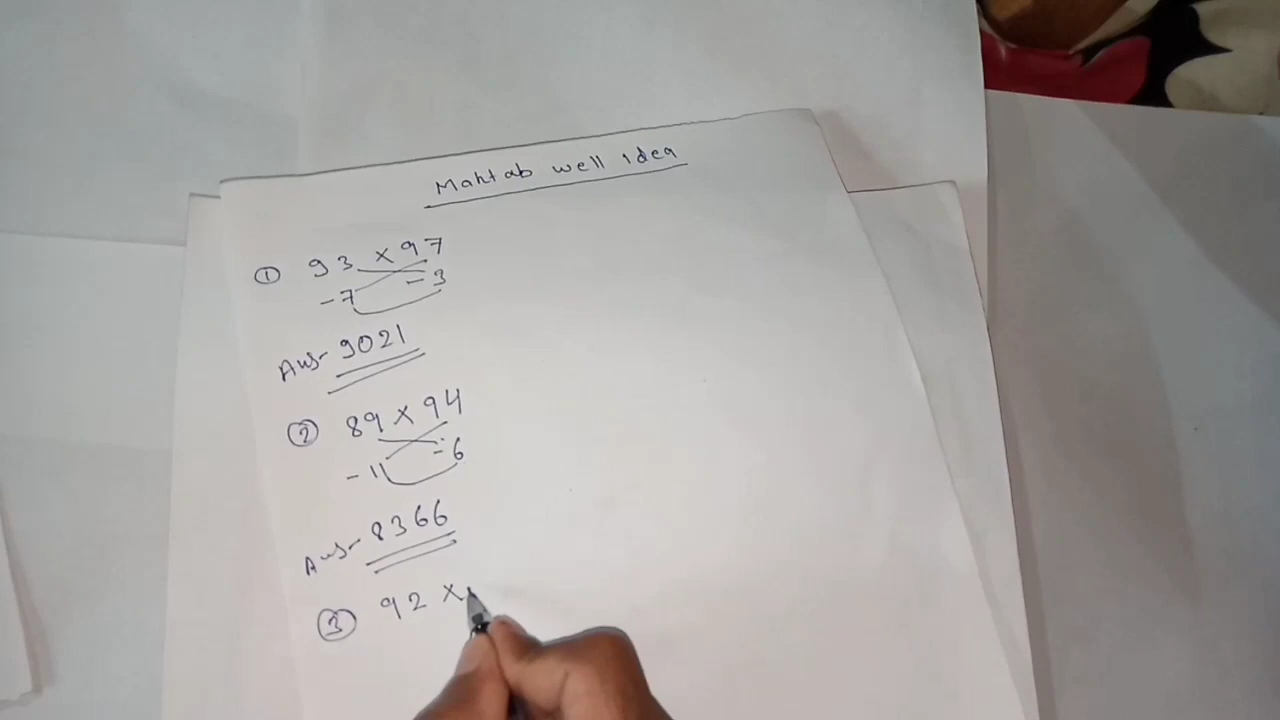 Mahtab well idea
① 93 × 97
-7 -3
Ans- 9021
② 89 × 94
-11 -6
Ans- 8366
③ 92 ×